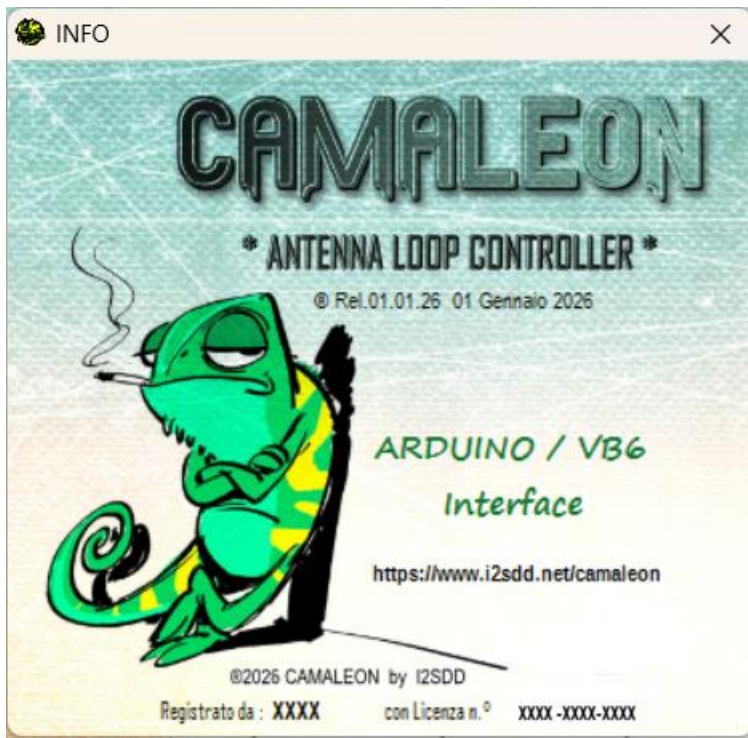 INFO
CAMALEON
* ANTENNA LOOP CONTROLLER *
® Rel.01.01.26 01 Gennaio 2026
ARDUINO / VB6
Interface
https://www.i2sdd.net/camaleon
®2026 CAMALEON by I2SDD
Registrato da : XXXX con Licenza n.º XXXX -XXXX-XXXX